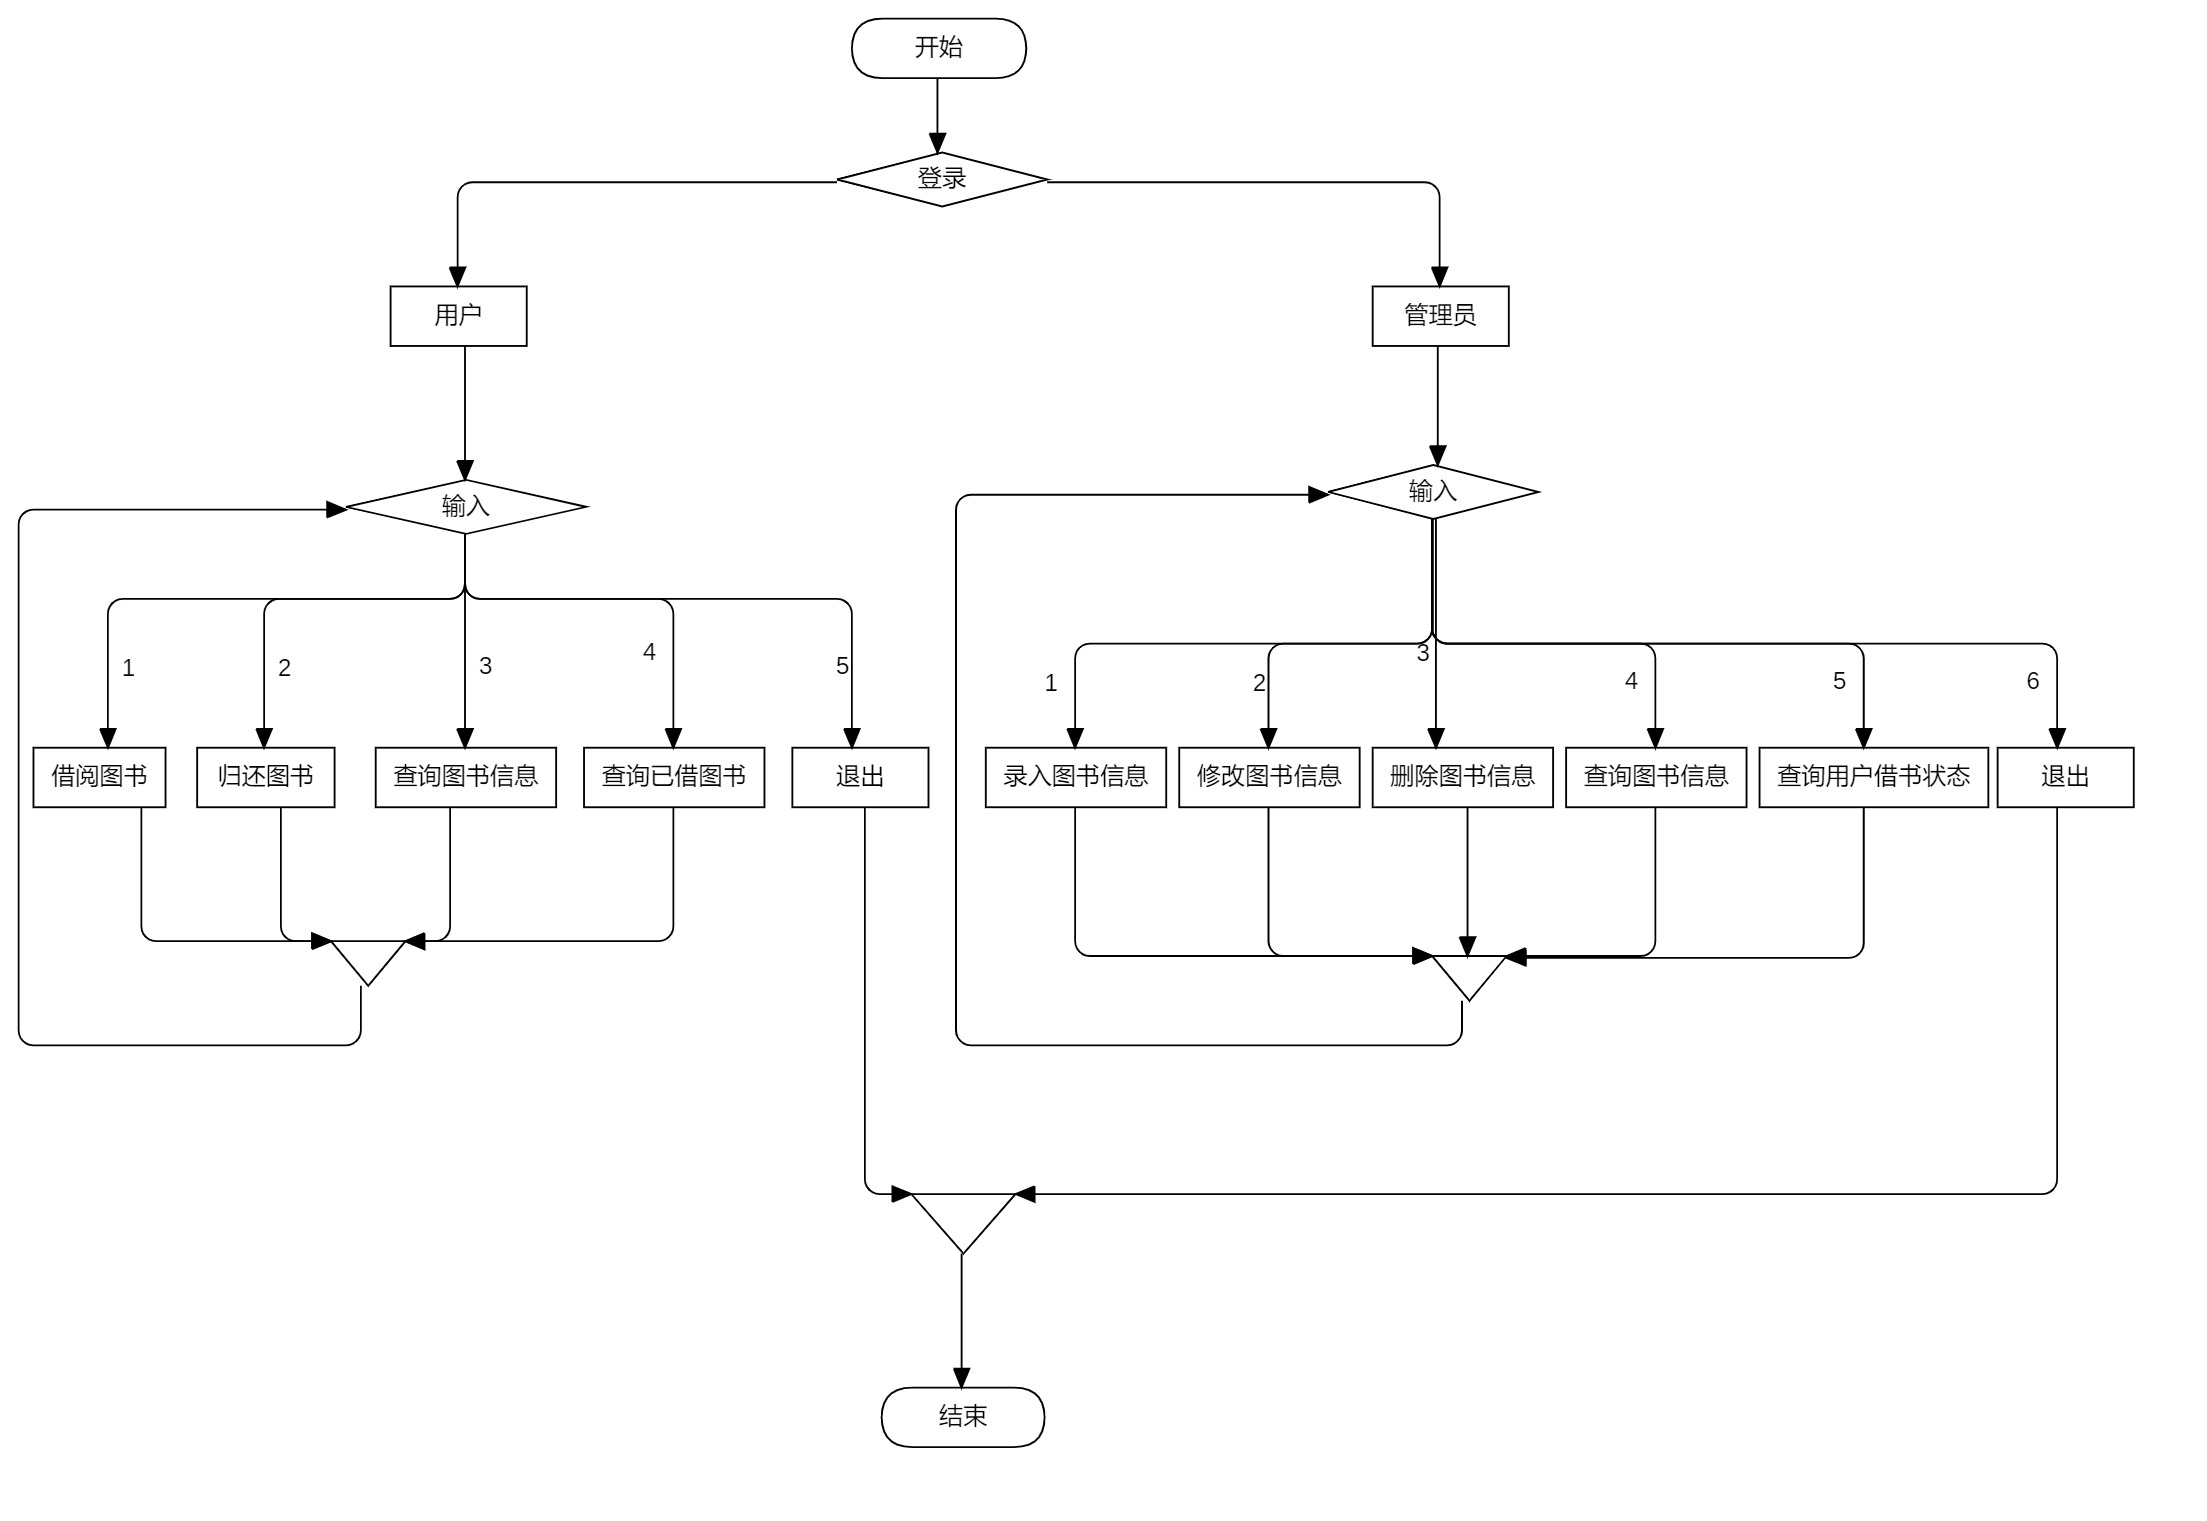 开始
登录
用户
管理员
输入
输入
1
2
3
4
5
1
2
3
4
5
6
借阅图书
归还图书
查询图书信息
查询已借图书
退出
录入图书信息
修改图书信息
删除图书信息
查询图书信息
查询用户借书状态
退出
结束